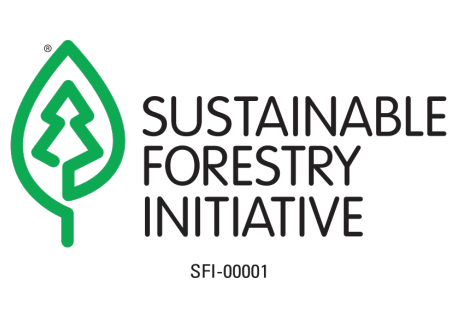 ®
SUSTAINABLE
FORESTRY
INITIATIVE
SFI-00001